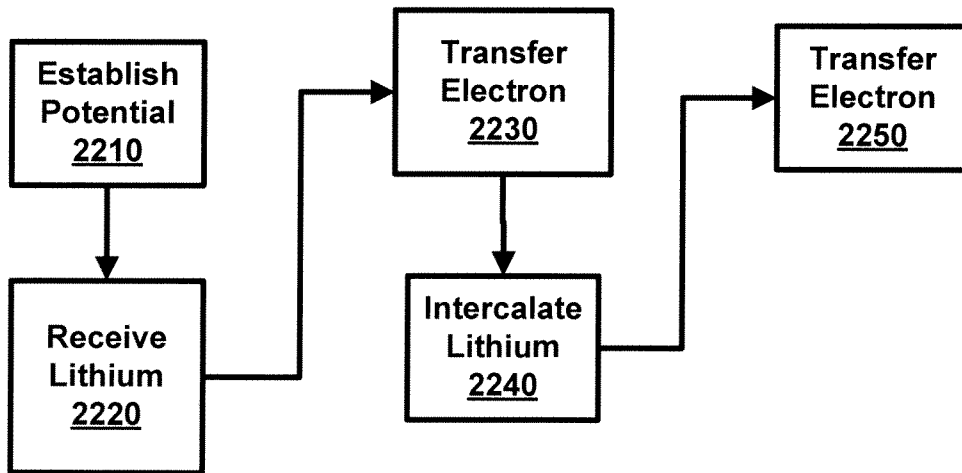 Establish
Potential
2210
Receive
Lithium
2220
Transfer
Electron
2230
Intercalate
Lithium
2240
Transfer
Electron
2250